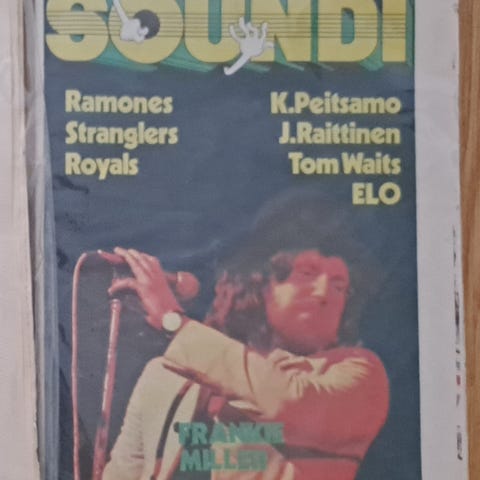 SOUNDI
Ramones
Stranglers
Royals
K.Peitsamo
J.Raittinen
Tom Waits
ELO
FRANKIE
MILLER